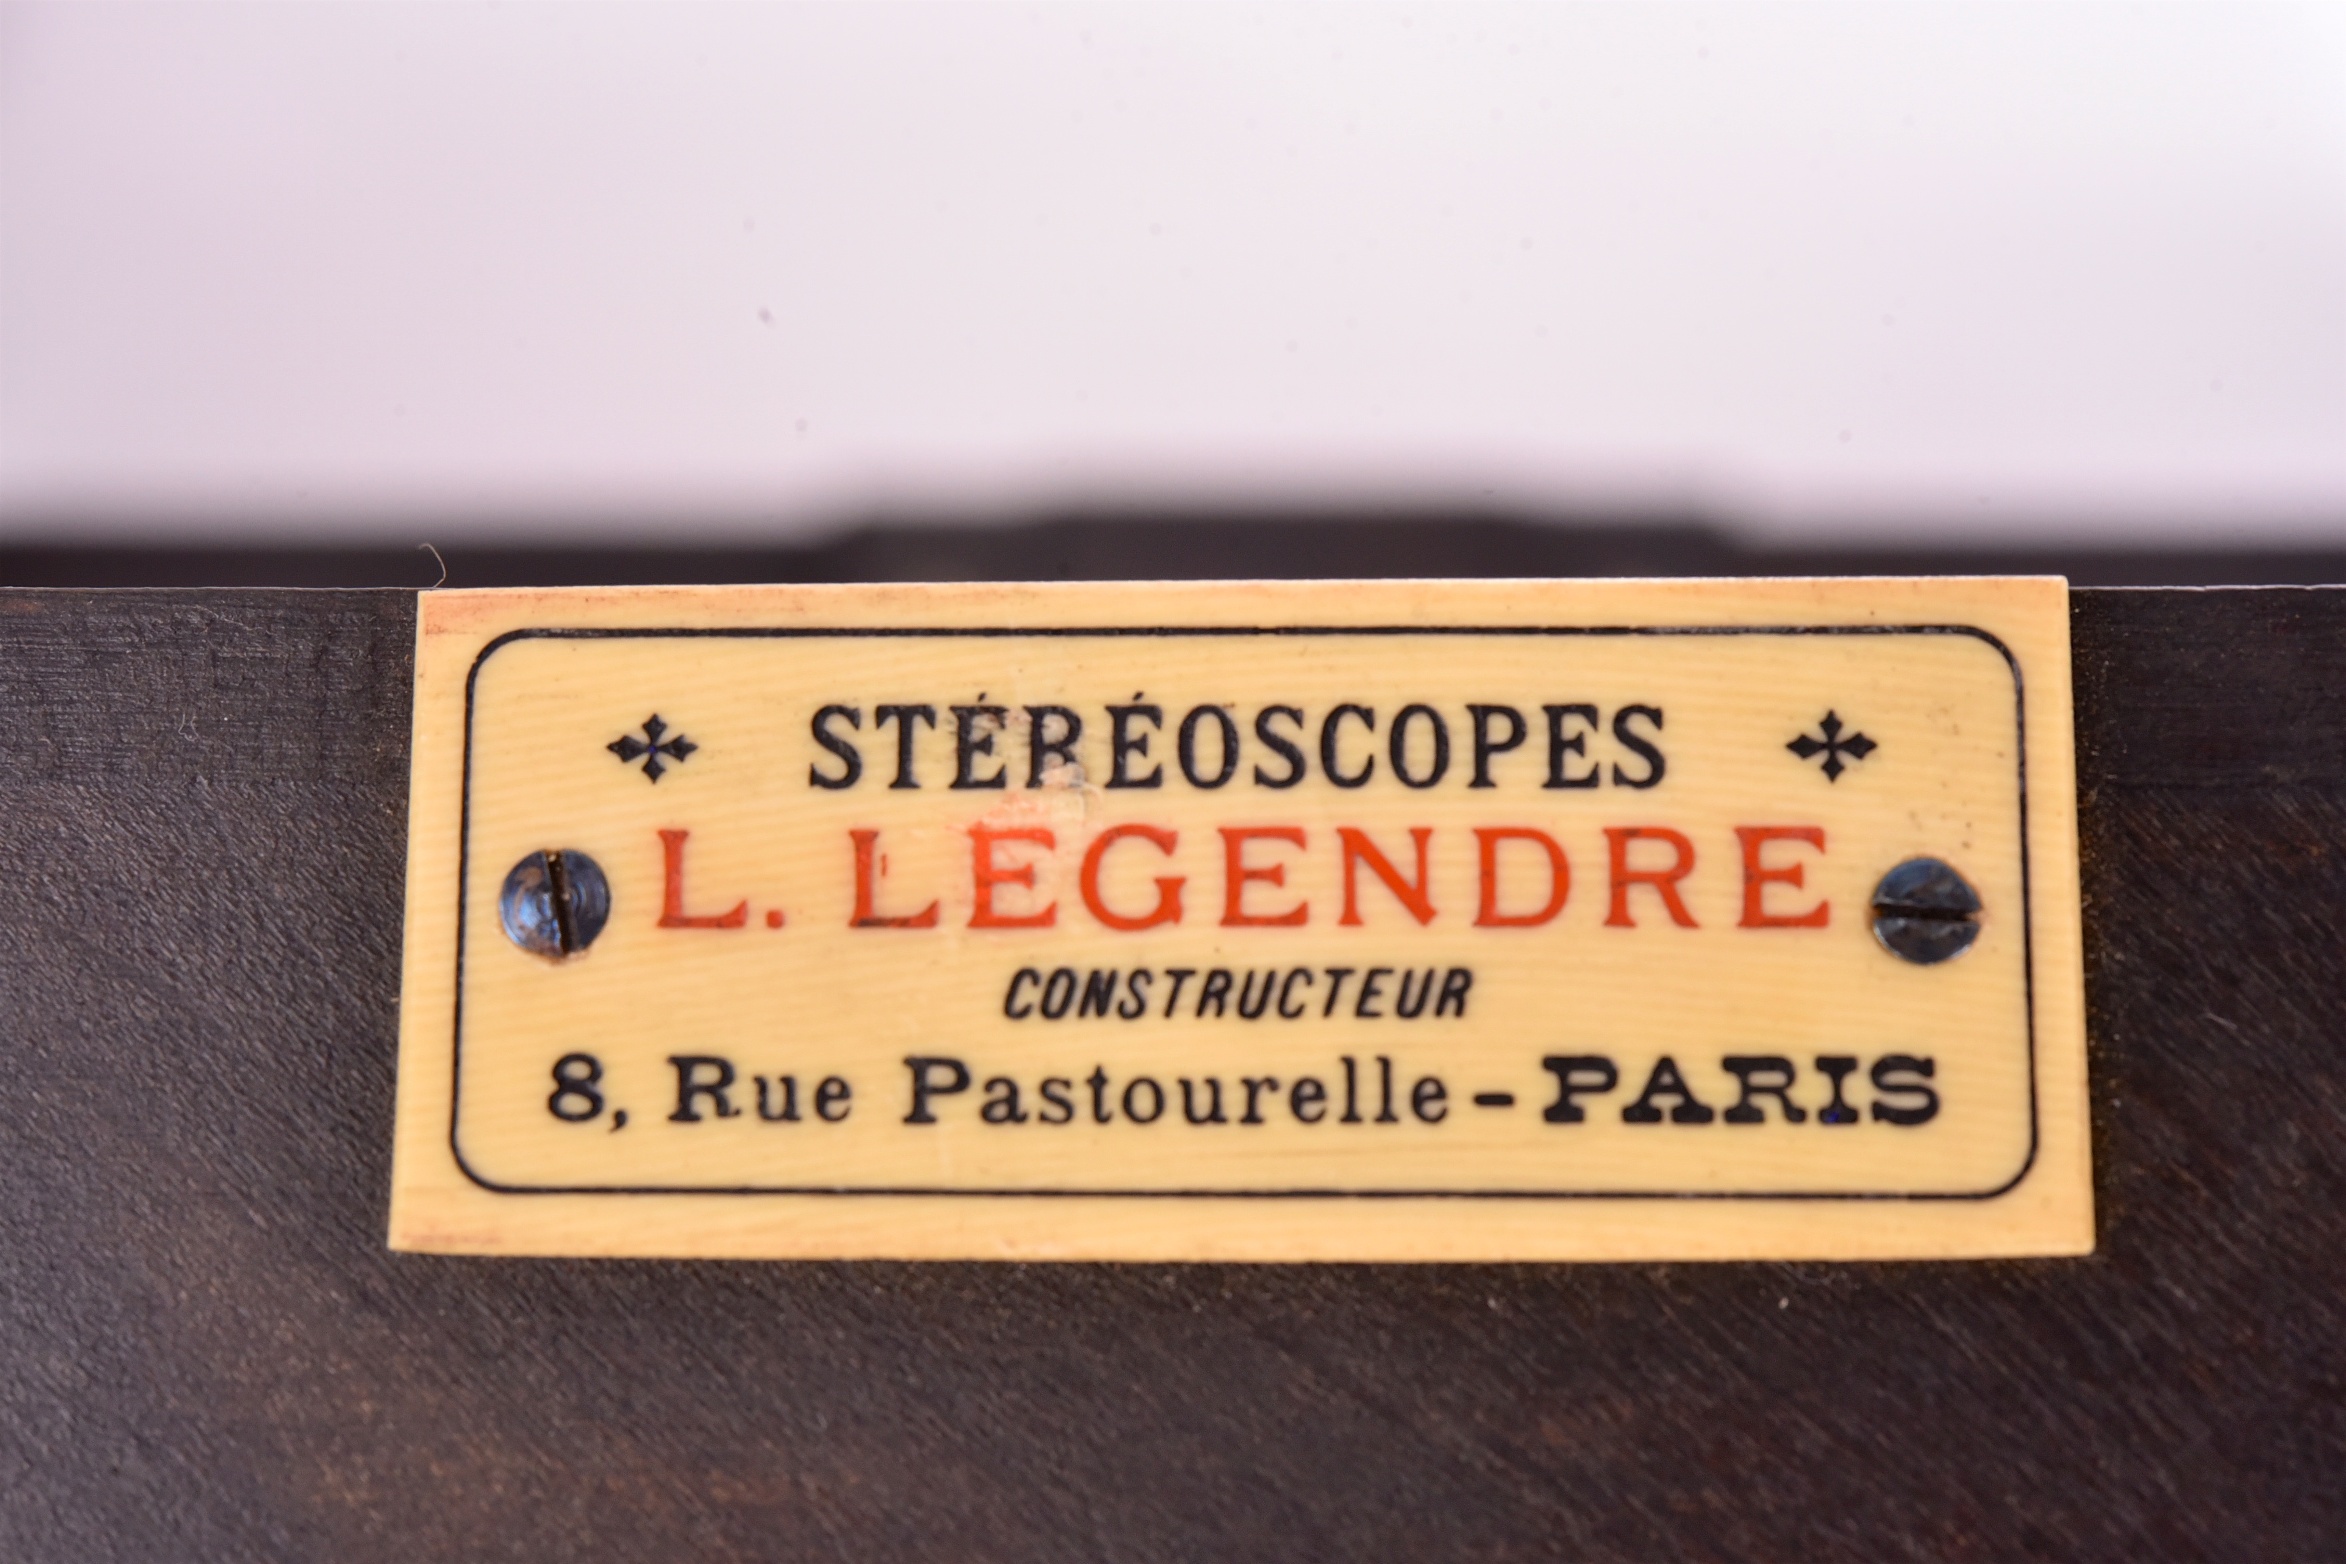 STÉRÉOSCOPES
L. LEGENDRE
CONSTRUCTEUR
8, Rue Pastourelle - PARIS